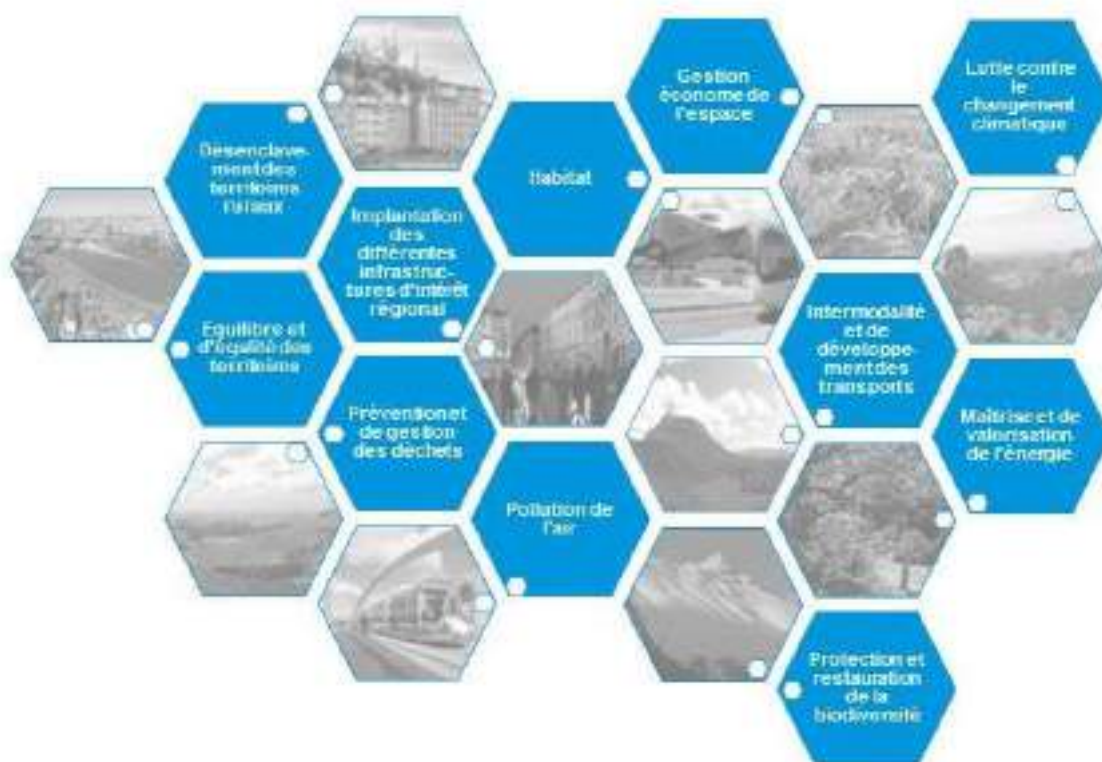 Gestion
économe de
l'espace
Lutte contre
le
changement
climatique
Désenclave-
ment des
territoires
ruraux
Habitat
Implantation
des
différentes
infrastruc-
tures d'intérêt
régional
Equilibre et
d'égalité des
territoires
Intermodalité
et de
développe-
ment des
transports
Prévention et
de gestion
des déchets
Maîtrise et de
valorisation
de l'énergie
Pollution de
l'air
Protection et
restauration
de la
biodiversité